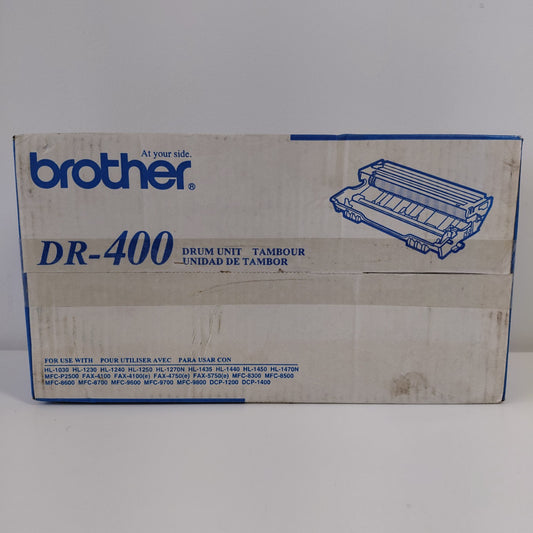 At your side.
brother®
DR-400 DRUM UNIT TAMBOUR
UNIDAD DE TAMBOR
FOR USE WITH POUR UTILISER AVEC PARA USAR CON
HL-1030 HL-1230 HL-1240 HL-1250 HL-1270N HL-1435 HL-1440 HL-1450 HL-1470N
MFC-P2500 FAX-4100 FAX-4100(e) FAX-4750(e) FAX-5750(e) MFC-8300 MFC-8500
MFC-8600 MFC-8700 MFC-9600 MFC-9700 MFC-9800 DCP-1200 DCP-1400